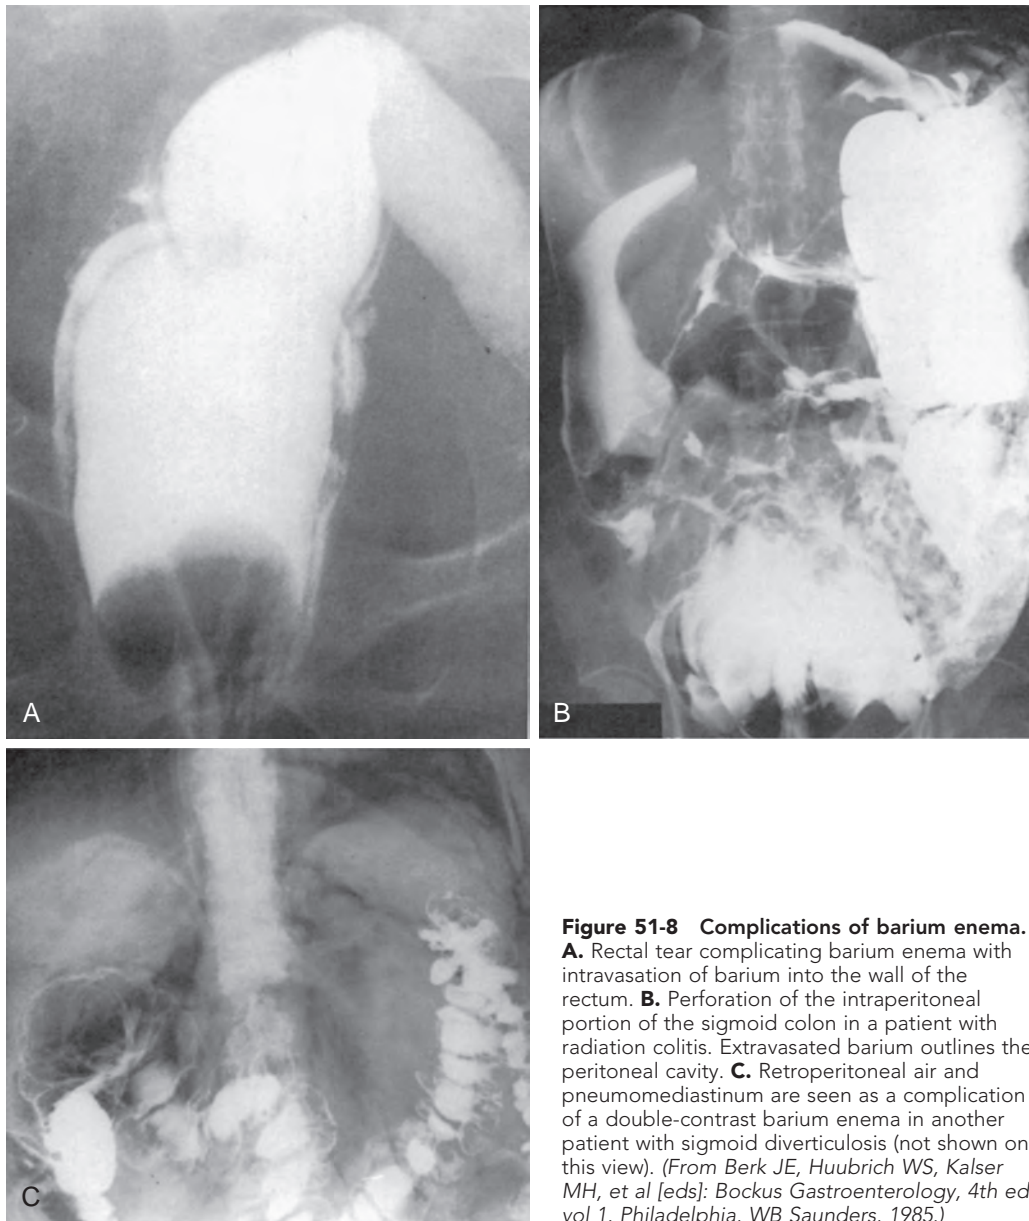 A
B
C
Figure 51-8 Complications of barium enema.
A. Rectal tear complicating barium enema with
intravasation of barium into the wall of the
rectum. B. Perforation of the intraperitoneal
portion of the sigmoid colon in a patient with
radiation colitis. Extravasated barium outlines the
peritoneal cavity. C. Retroperitoneal air and
pneumomediastinum are seen as a complication
of a double-contrast barium enema in another
patient with sigmoid diverticulosis (not shown on
this view). (From Berk JE, Huubrich WS, Kalser
MH, et al [eds]: Bockus Gastroenterology, 4th ed
vol 1. Philadelphia, WB Saunders, 1985.)